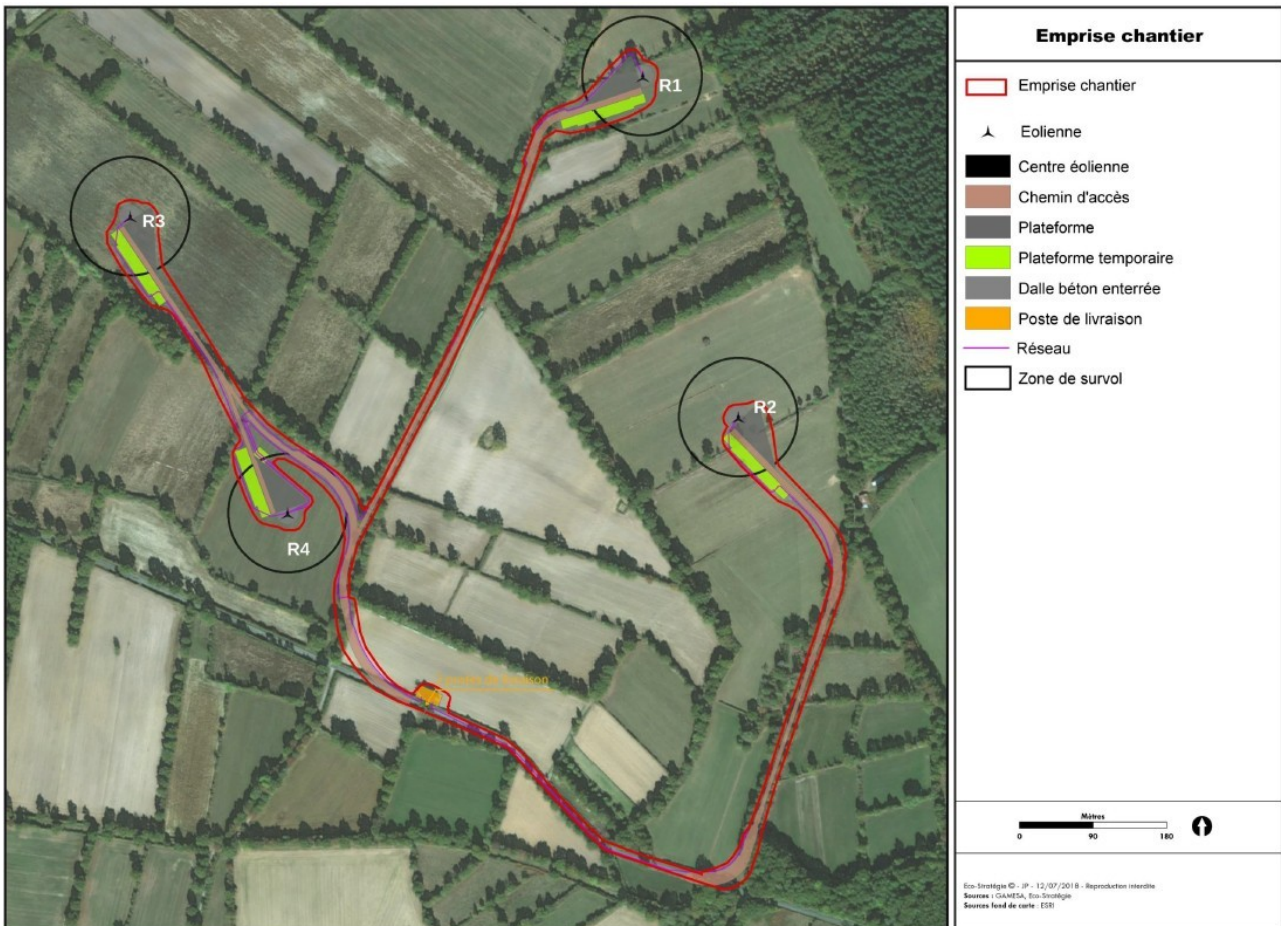 Emprise chantier
Emprise chantier
Eolienne
Centre éolienne
Chemin d'accès
Plateforme
Plateforme temporaire
Dalle béton enterrée
Poste de livraison
Réseau
Zone de survol
R1
R3
R2
R4
de livraison
Mètres
0 90 180
Eco-Stratégie © - JP - 12/07/2018 - Reproduction interdite
Sources : GAMESA, Eco-Stratégie
Sources fond de carte : ESRI